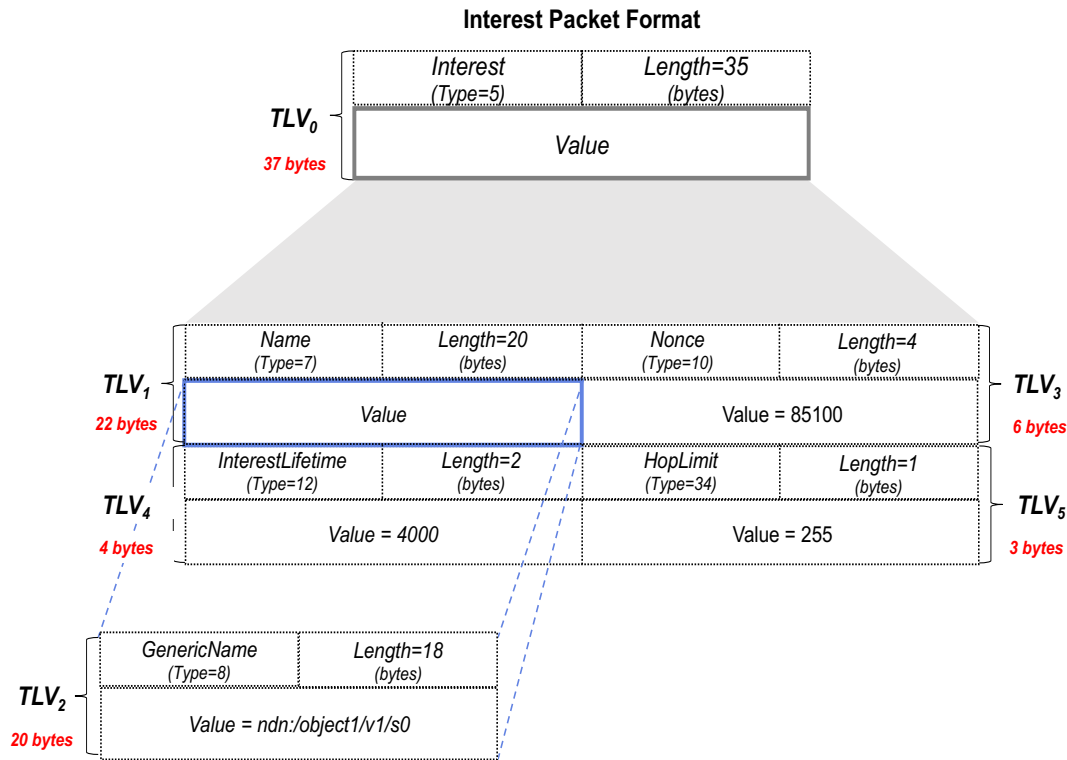 Interest Packet Format
Interest
(Type=5)
Length=35
(bytes)
TLV0
37 bytes
Value
Name
(Type=7)
Length=20
(bytes)
Nonce
(Type=10)
Length=4
(bytes)
TLV1
22 bytes
Value
Value = 85100
TLV3
6 bytes
InterestLifetime
(Type=12)
Length=2
(bytes)
HopLimit
(Type=34)
Length=1
(bytes)
TLV4
4 bytes
Value = 4000
Value = 255
TLV5
3 bytes
GenericName
(Type=8)
Length=18
(bytes)
TLV2
20 bytes
Value = ndn:/object1/v1/s0